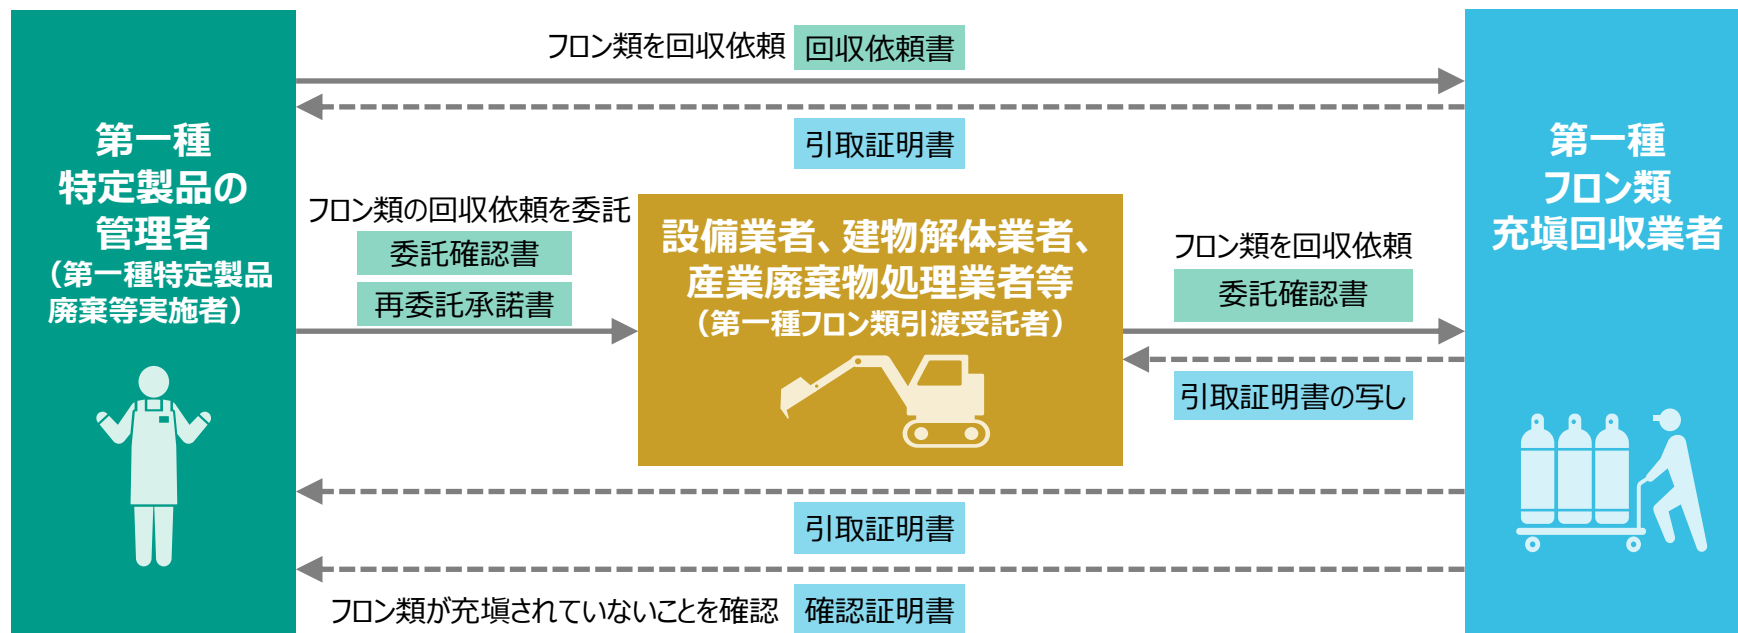 フロン類を回収依頼 回収依頼書
引取証明書
第一種
特定製品の
管理者
（第一種特定製品
廃棄等実施者）
フロン類の回収依頼を委託
委託確認書
再委託承諾書
設備業者、建物解体業者、
産業廃棄物処理業者等
（第一種フロン類引渡受託者）
フロン類を回収依頼
委託確認書
引取証明書の写し
第一種
フロン類
充塡回収業者
引取証明書
フロン類が充塡されていないことを確認 確認証明書